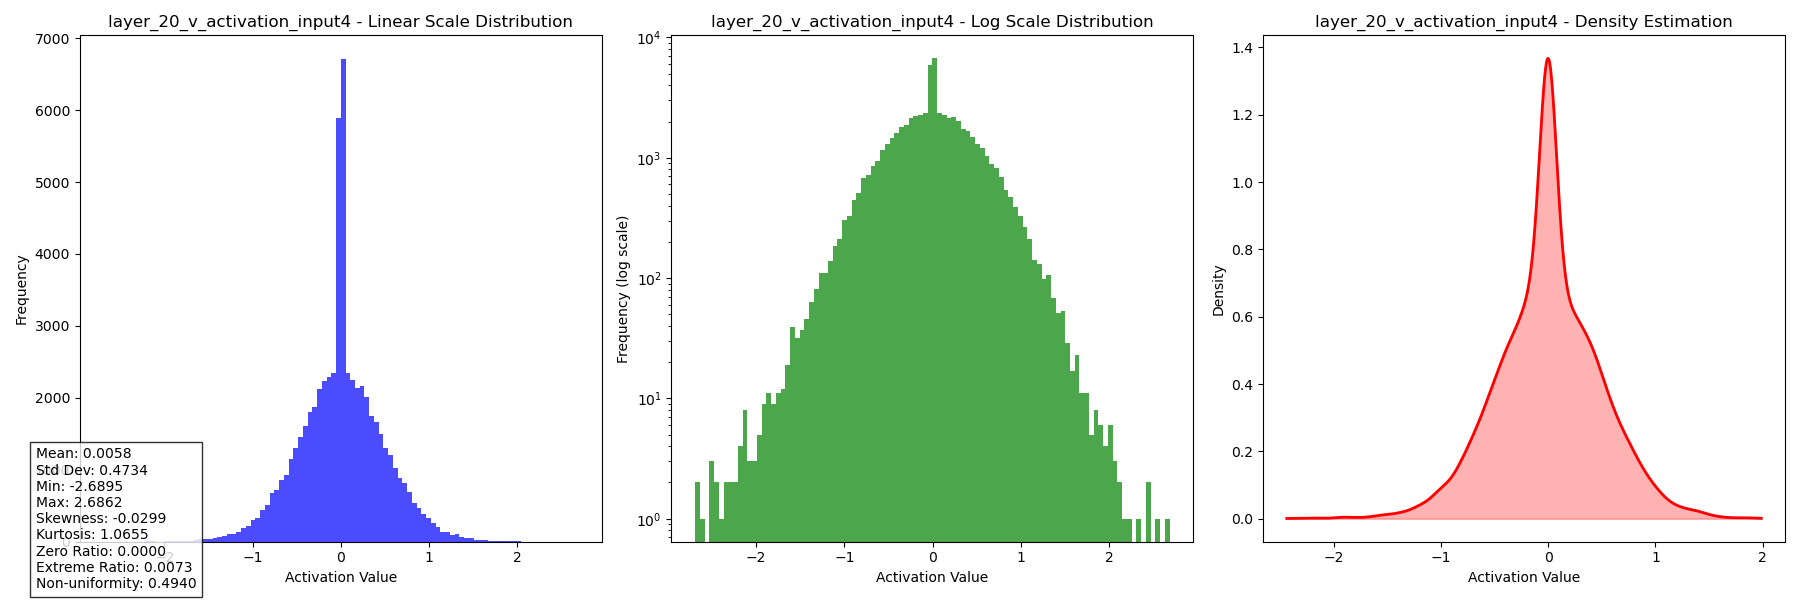 layer_20_v_activation_input4 - Linear Scale Distribution
7000
6000
5000
4000
3000
2000
0
Frequency
−2
−1
0
1
2
Activation Value
Mean: 0.0058
Std Dev: 0.4734
Min: -2.6895
Max: 2.6862
Skewness: -0.0299
Kurtosis: 1.0655
Zero Ratio: 0.0000
Extreme Ratio: 0.0073
Non-uniformity: 0.4940
layer_20_v_activation_input4 - Log Scale Distribution
10⁴
10³
10²
10¹
10⁰
Frequency (log scale)
−2
−1
0
1
2
Activation Value
layer_20_v_activation_input4 - Density Estimation
1.4
1.2
1.0
0.8
0.6
0.4
0.2
0.0
Density
−2
−1
0
1
2
Activation Value